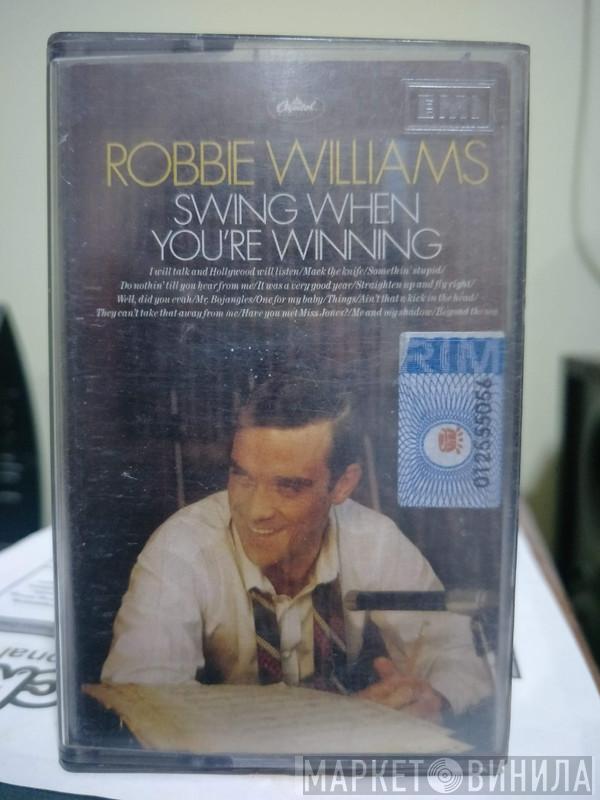 Capitol
EMI
ROBBIE WILLIAMS
SWING WHEN
YOU'RE WINNING
I will talk and Hollywood will listen/Mack the knife/Somethin' stupid/
Do nothin' till you hear from me/It was a very good year/Straighten up and fly right/
Well, did you evah/Mr. Bojangles/One for my baby/Things/Ain't that a kick in the head/
They can't take that away from me/Have you met Miss Jones?/Me and my shadow/Beyond the sea
RIM
012655056
МАРКЕТ ВИНИЛА